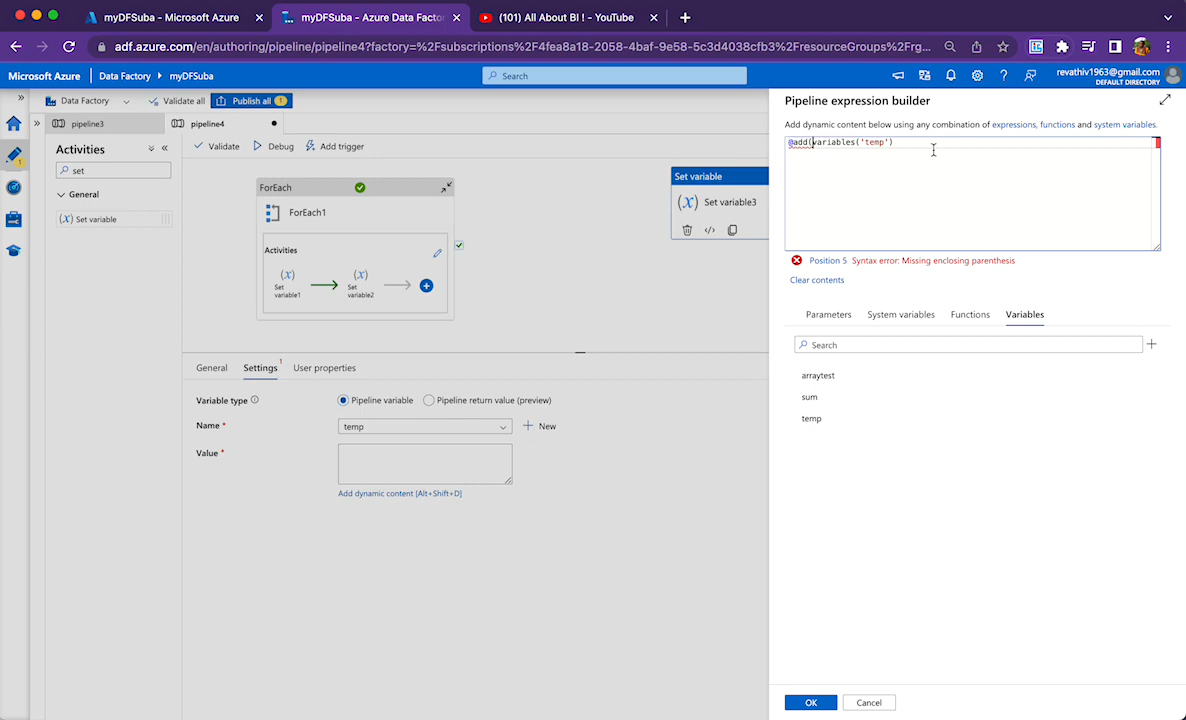 myDFSuba - Microsoft Azure
myDFSuba - Azure Data Facto
(101) All About BI ! - YouTube
adf.azure.com/en/authoring/pipeline/pipeline4?factory=%2Fsubscriptions%2F4fea8a18-2058-4baf-9e58-5c3d4038cfb3%2FresourceGroups%2Frg...
Microsoft Azure
Data Factory
myDFSuba
Search
revathiv1963@gmail.com
DEFAULT DIRECTORY
Data Factory
Validate all
Publish all 1
pipeline3
pipeline4
Activities
set
General
(x) Set variable
Validate
Debug
Add trigger
ForEach
ForEach1
Activities
(x)
Set
variable1
(x)
Set
variable2
Set variable
(x) Set variable3
General
Settings 1
User properties
Variable type
Pipeline variable
Pipeline return value (preview)
Name *
temp
New
Value *
Add dynamic content [Alt+Shift+D]
Pipeline expression builder
Add dynamic content below using any combination of expressions, functions and system variables.
@add(variables('temp')
Position 5 Syntax error: Missing enclosing parenthesis
Clear contents
Parameters
System variables
Functions
Variables
Search
arraytest
sum
temp
OK
Cancel